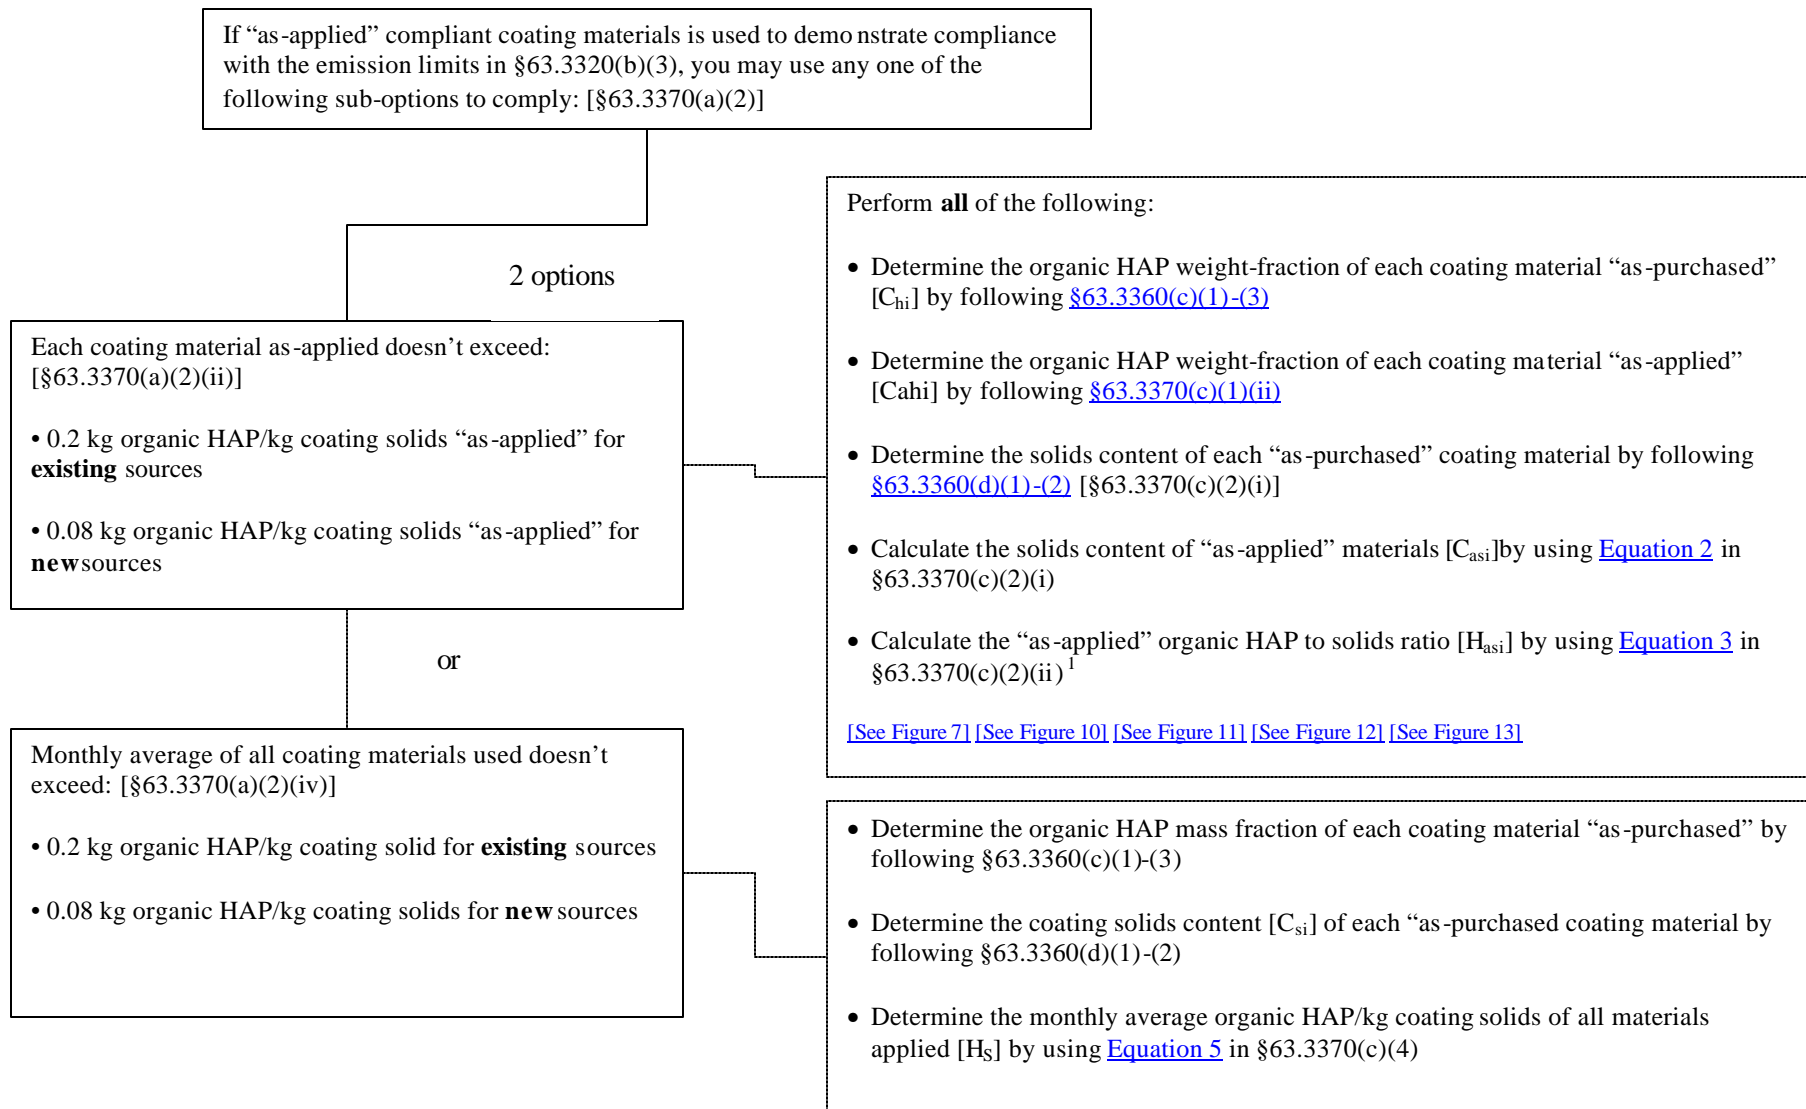 If “as-applied” compliant coating materials is used to demo nstrate compliance
with the emission limits in §63.3320(b)(3), you may use any one of the
following sub-options to comply: [§63.3370(a)(2)]
2 options
Each coating material as-applied doesn’t exceed:
[§63.3370(a)(2)(ii)]
• 0.2 kg organic HAP/kg coating solids “as-applied” for
existing sources
• 0.08 kg organic HAP/kg coating solids “as-applied” for
new sources
or
Monthly average of all coating materials used doesn’t
exceed: [§63.3370(a)(2)(iv)]
• 0.2 kg organic HAP/kg coating solid for existing sources
• 0.08 kg organic HAP/kg coating solids for new sources
Perform all of the following:
• Determine the organic HAP weight-fraction of each coating material “as-purchased”
[Chi] by following §63.3360(c)(1)-(3)
• Determine the organic HAP weight-fraction of each coating material “as-applied”
[Cahi] by following §63.3370(c)(1)(ii)
• Determine the solids content of each “as-purchased” coating material by following
§63.3360(d)(1)-(2) [§63.3370(c)(2)(i)]
• Calculate the solids content of “as-applied” materials [Casi]by using Equation 2 in
§63.3370(c)(2)(i)
• Calculate the “as-applied” organic HAP to solids ratio [Hasi] by using Equation 3 in
§63.3370(c)(2)(ii) 1
[See Figure 7] [See Figure 10] [See Figure 11] [See Figure 12] [See Figure 13]
• Determine the organic HAP mass fraction of each coating material “as-purchased” by
following §63.3360(c)(1)-(3)
• Determine the coating solids content [Csi] of each “as-purchased coating material by
following §63.3360(d)(1)-(2)
• Determine the monthly average organic HAP/kg coating solids of all materials
applied [HS] by using Equation 5 in §63.3370(c)(4)